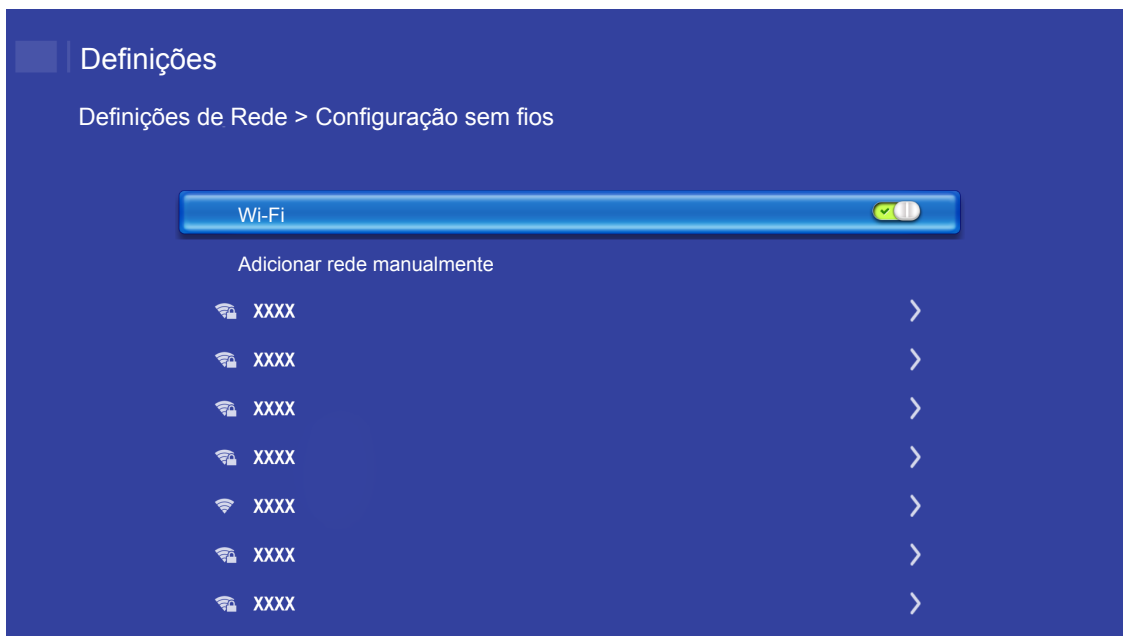 Definições
Definições de Rede > Configuração sem fios
Wi-Fi
Adicionar rede manualmente
XXXX
XXXX
XXXX
XXXX
XXXX
XXXX
XXXX